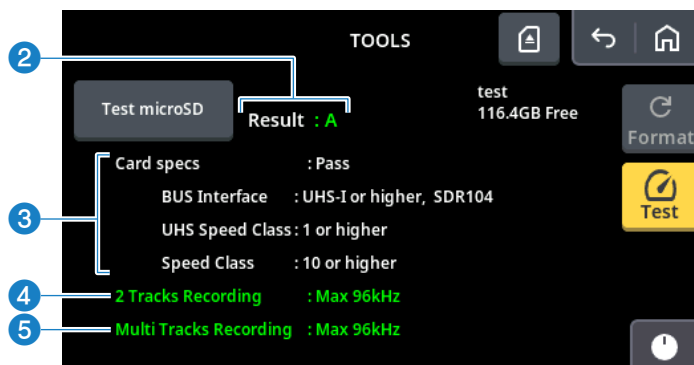 TOOLS
2
Test microSD
Result : A
test
116.4GB Free
Format
Card specs : Pass
BUS Interface : UHS-I or higher, SDR104
Test
3
UHS Speed Class : 1 or higher
Speed Class : 10 or higher
4
2 Tracks Recording : Max 96kHz
5
Multi Tracks Recording : Max 96kHz